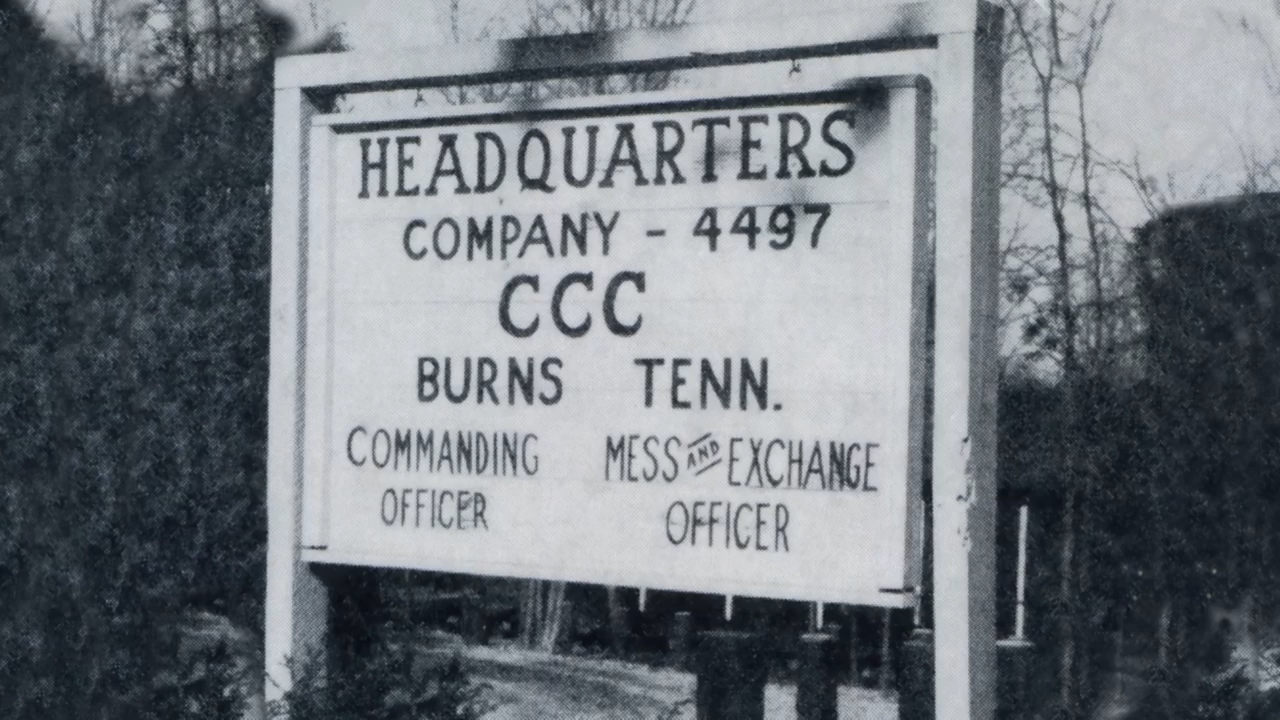 HEADQUARTERS
COMPANY - 4497
CCC
BURNS TENN.
COMMANDING OFFICER
MESS AND EXCHANGE OFFICER